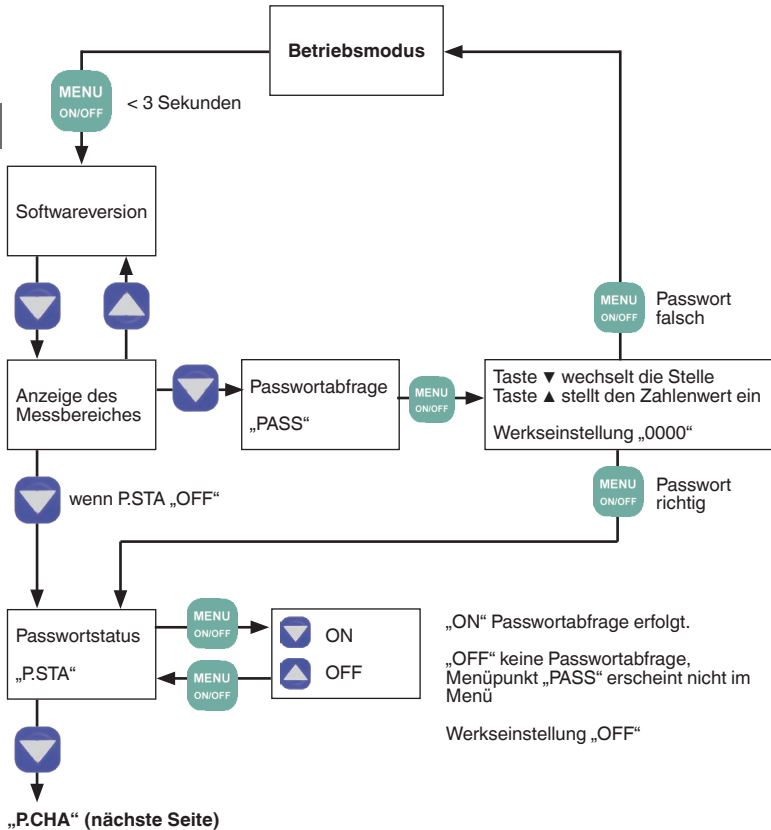 Betriebsmodus
MENU
ON/OFF
< 3 Sekunden
Softwareversion
MENU
ON/OFF
Passwort
falsch
Anzeige des
Messbereiches
Passwortabfrage
„PASS“
MENU
ON/OFF
Taste ▼ wechselt die Stelle
Taste ▲ stellt den Zahlenwert ein
Werkseinstellung „0000“
wenn P.STA „OFF“
MENU
ON/OFF
Passwort
richtig
Passwortstatus
„P.STA“
MENU
ON/OFF
MENU
ON/OFF
ON
OFF
„ON“ Passwortabfrage erfolgt.
„OFF“ keine Passwortabfrage,
Menüpunkt „PASS“ erscheint nicht im
Menü
Werkseinstellung „OFF“
„P.CHA“ (nächste Seite)